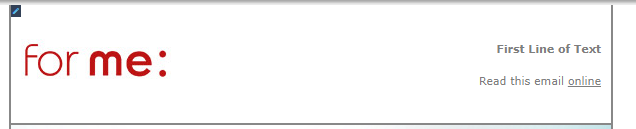 for me:
First Line of Text
Read this email online